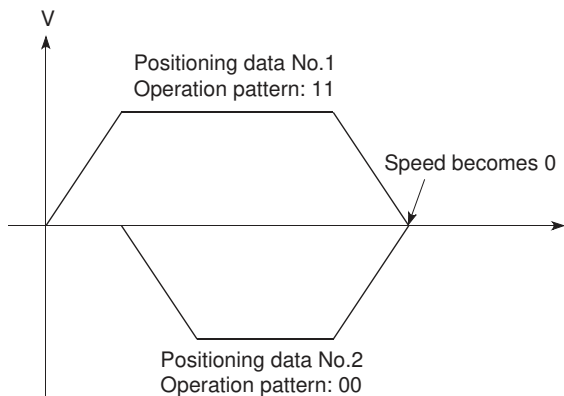 V
Positioning data No.1
Operation pattern: 11
Speed becomes 0
Positioning data No.2
Operation pattern: 00